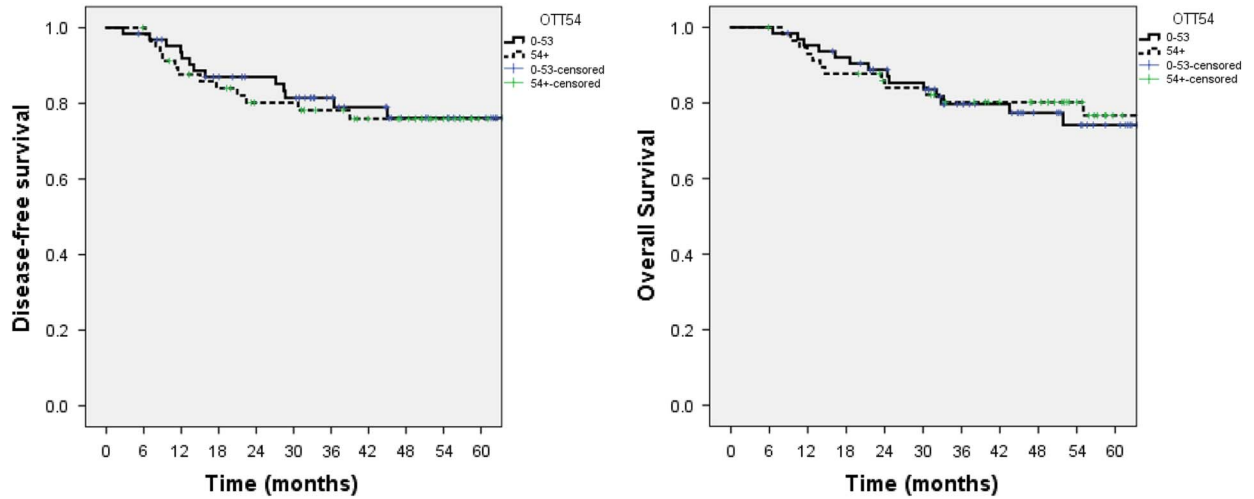 Disease-free survival
1.0
0.8
0.6
0.4
0.2
0.0
0 6 12 18 24 30 36 42 48 54 60
Time (months)
OTT54
0-53
54+
0-53-censored
54+-censored
Overall Survival
1.0
0.8
0.6
0.4
0.2
0.0
0 6 12 18 24 30 36 42 48 54 60
Time (months)
OTT54
0-53
54+
0-53-censored
54+-censored